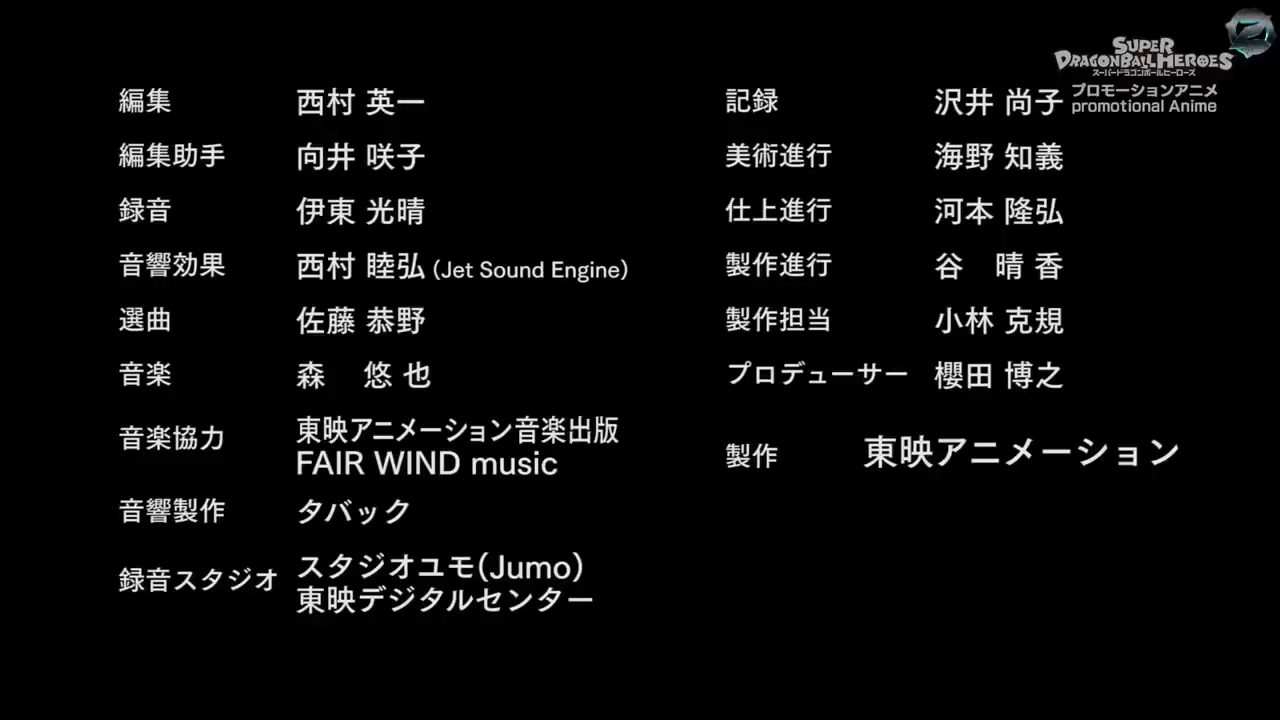 SUPER
DRAGONBALL HEROES
スーパードラゴンボールヒーローズ
プロモーションアニメ
promotional Anime
編集 西村 英一
編集助手 向井 咲子
録音 伊東 光晴
音響効果 西村 睦弘 (Jet Sound Engine)
選曲 佐藤 恭野
音楽 森 悠也
音楽協力 東映アニメーション音楽出版
FAIR WIND music
音響製作 タバック
録音スタジオ スタジオユモ(Jumo)
東映デジタルセンター
記録 沢井 尚子
美術進行 海野 知義
仕上進行 河本 隆弘
製作進行 谷 晴香
製作担当 小林 克規
プロデューサー 櫻田 博之
製作 東映アニメーション